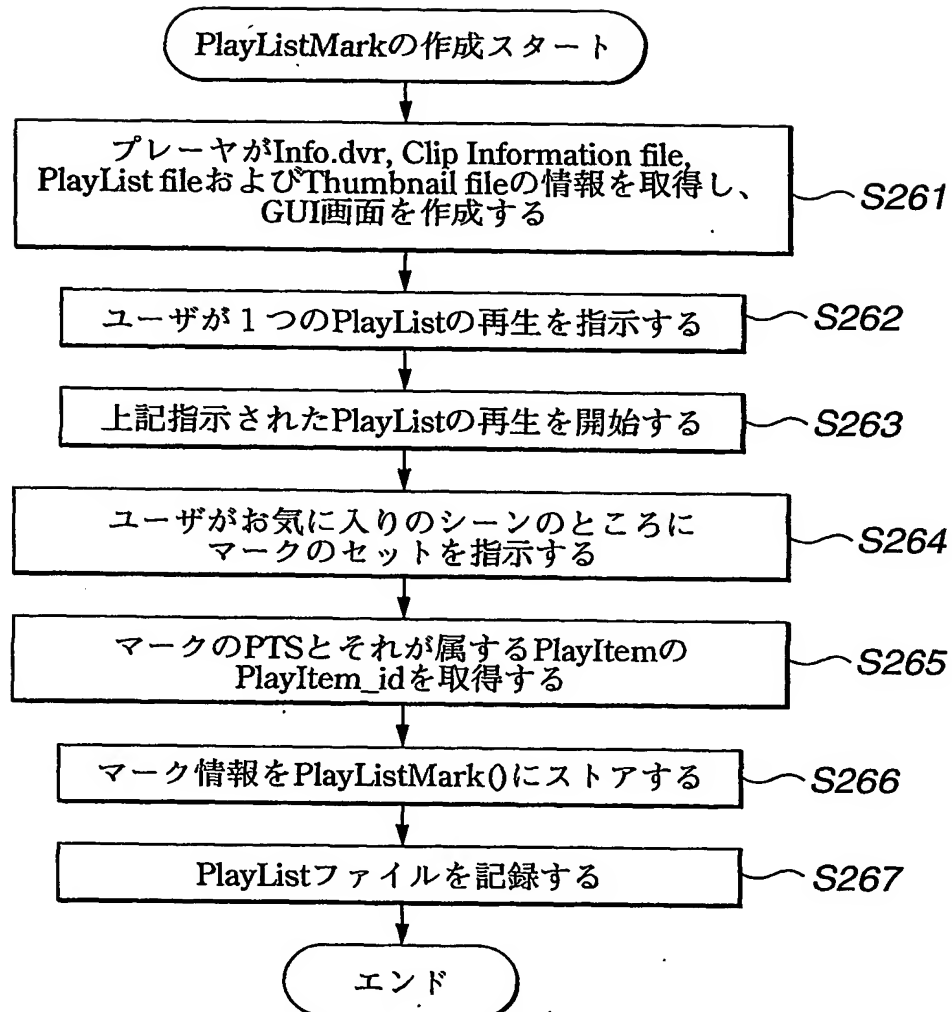 PlayListMarkの作成スタート
プレーヤがInfo.dvr, Clip Information file,
PlayList fileおよびThumbnail fileの情報を取得し、
GUI画面を作成する
S261
ユーザが１つのPlayListの再生を指示する
S262
上記指示されたPlayListの再生を開始する
S263
ユーザがお気に入りのシーンのところに
マークのセットを指示する
S264
マークのPTSとそれが属するPlayItemの
PlayItem_idを取得する
S265
マーク情報をPlayListMark()にストアする
S266
PlayListファイルを記録する
S267
エンド